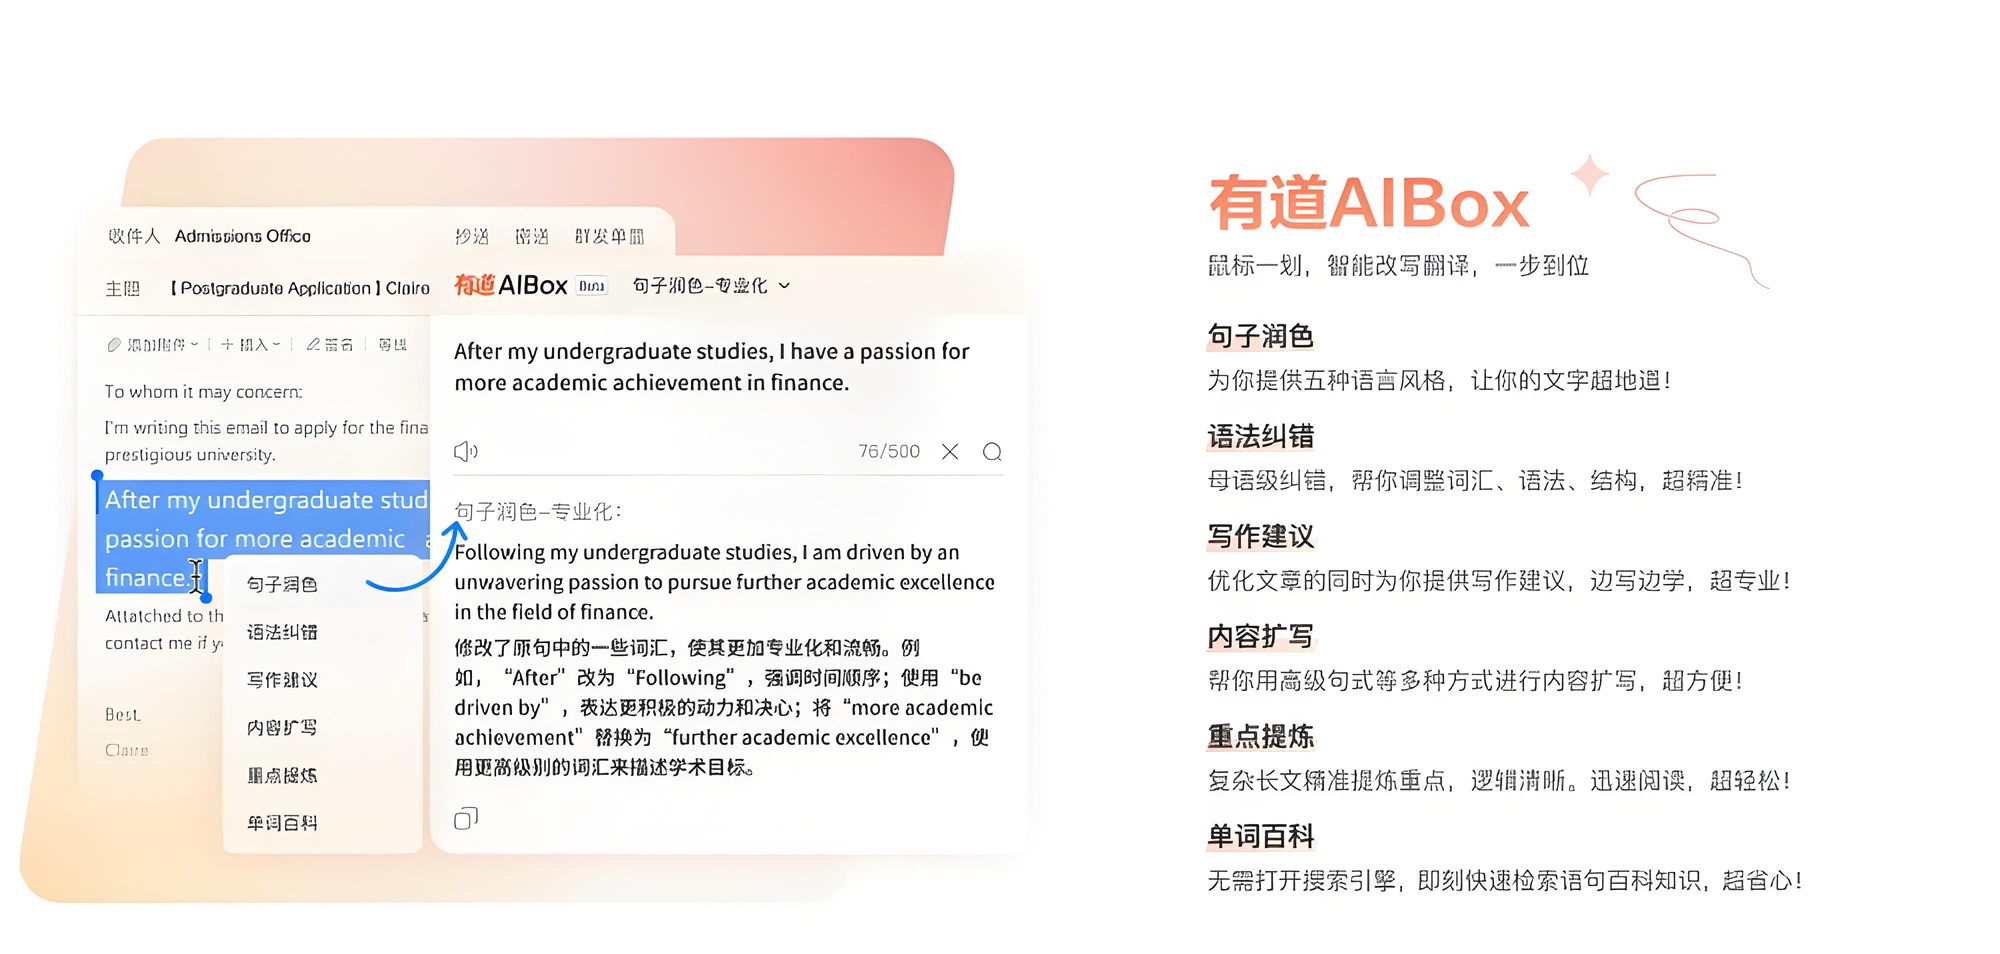 收件人 Admissions Office 抄送 密送 群发单显
主题 【Postgraduate Application】Claire
添加附件 插入 签名
To whom it may concern:
I'm writing this email to apply for the fina
prestigious university.
After my undergraduate stud
passion for more academic a
finance.
Attatched to th
contact me if y
Best.
Claire
句子润色
语法纠错
写作建议
内容扩写
重点提炼
单词百科
有道AIBox Beta 句子润色-专业化
After my undergraduate studies, I have a passion for
more academic achievement in finance.
76/500
句子润色-专业化:
Following my undergraduate studies, I am driven by an
unwavering passion to pursue further academic excellence
in the field of finance.
修改了原句中的一些词汇，使其更加专业化和流畅。例
如，“After”改为“Following”，强调时间顺序；使用“be
driven by”，表达更积极的动力和决心；将“more academic
achievement”替换为“further academic excellence”，使
用更高级别的词汇来描述学术目标。
有道AIBox
鼠标一划，智能改写翻译，一步到位
句子润色
为你提供五种语言风格，让你的文字超地道！
语法纠错
母语级纠错，帮你调整词汇、语法、结构，超精准！
写作建议
优化文章的同时为你提供写作建议，边写边学，超专业！
内容扩写
帮你用高级句式等多种方式进行内容扩写，超方便！
重点提炼
复杂长文精准提炼重点，逻辑清晰。迅速阅读，超轻松！
单词百科
无需打开搜索引擎，即刻快速检索语句百科知识，超省心！